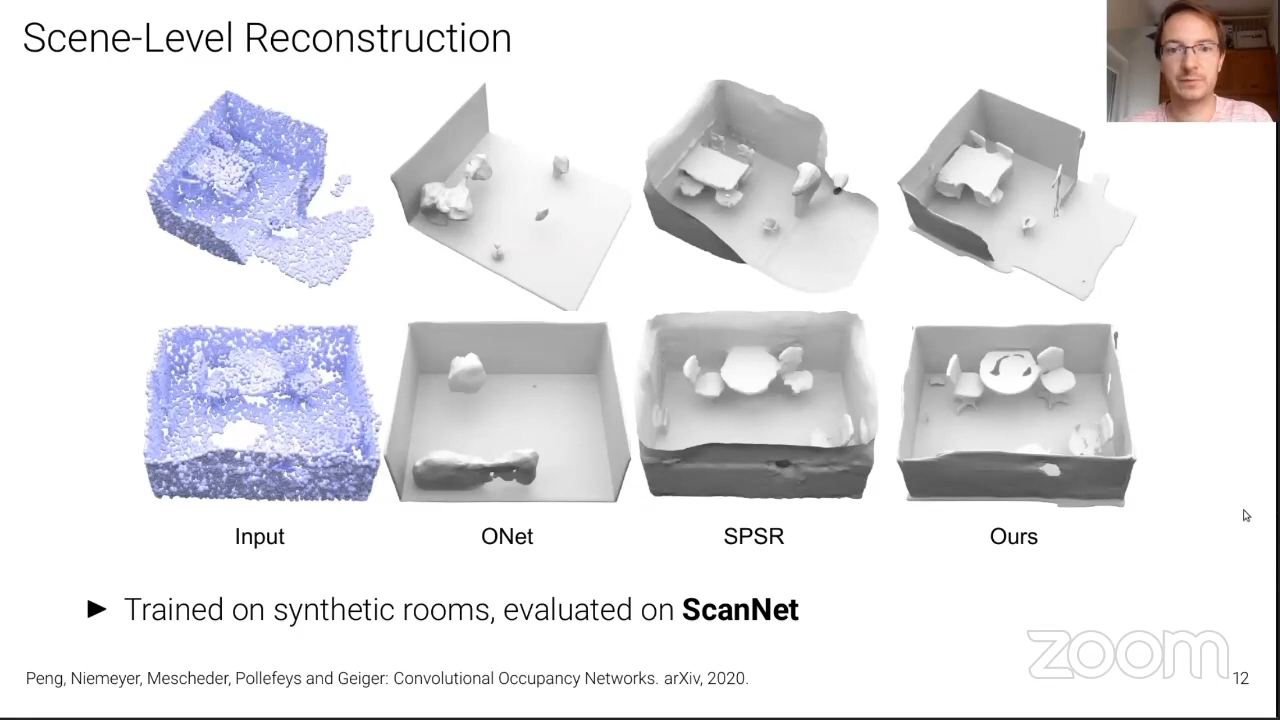 Scene-Level Reconstruction
Input
ONet
SPSR
Ours
► Trained on synthetic rooms, evaluated on ScanNet
zoom
Peng, Niemeyer, Mescheder, Pollefeys and Geiger: Convolutional Occupancy Networks. arXiv, 2020.
12